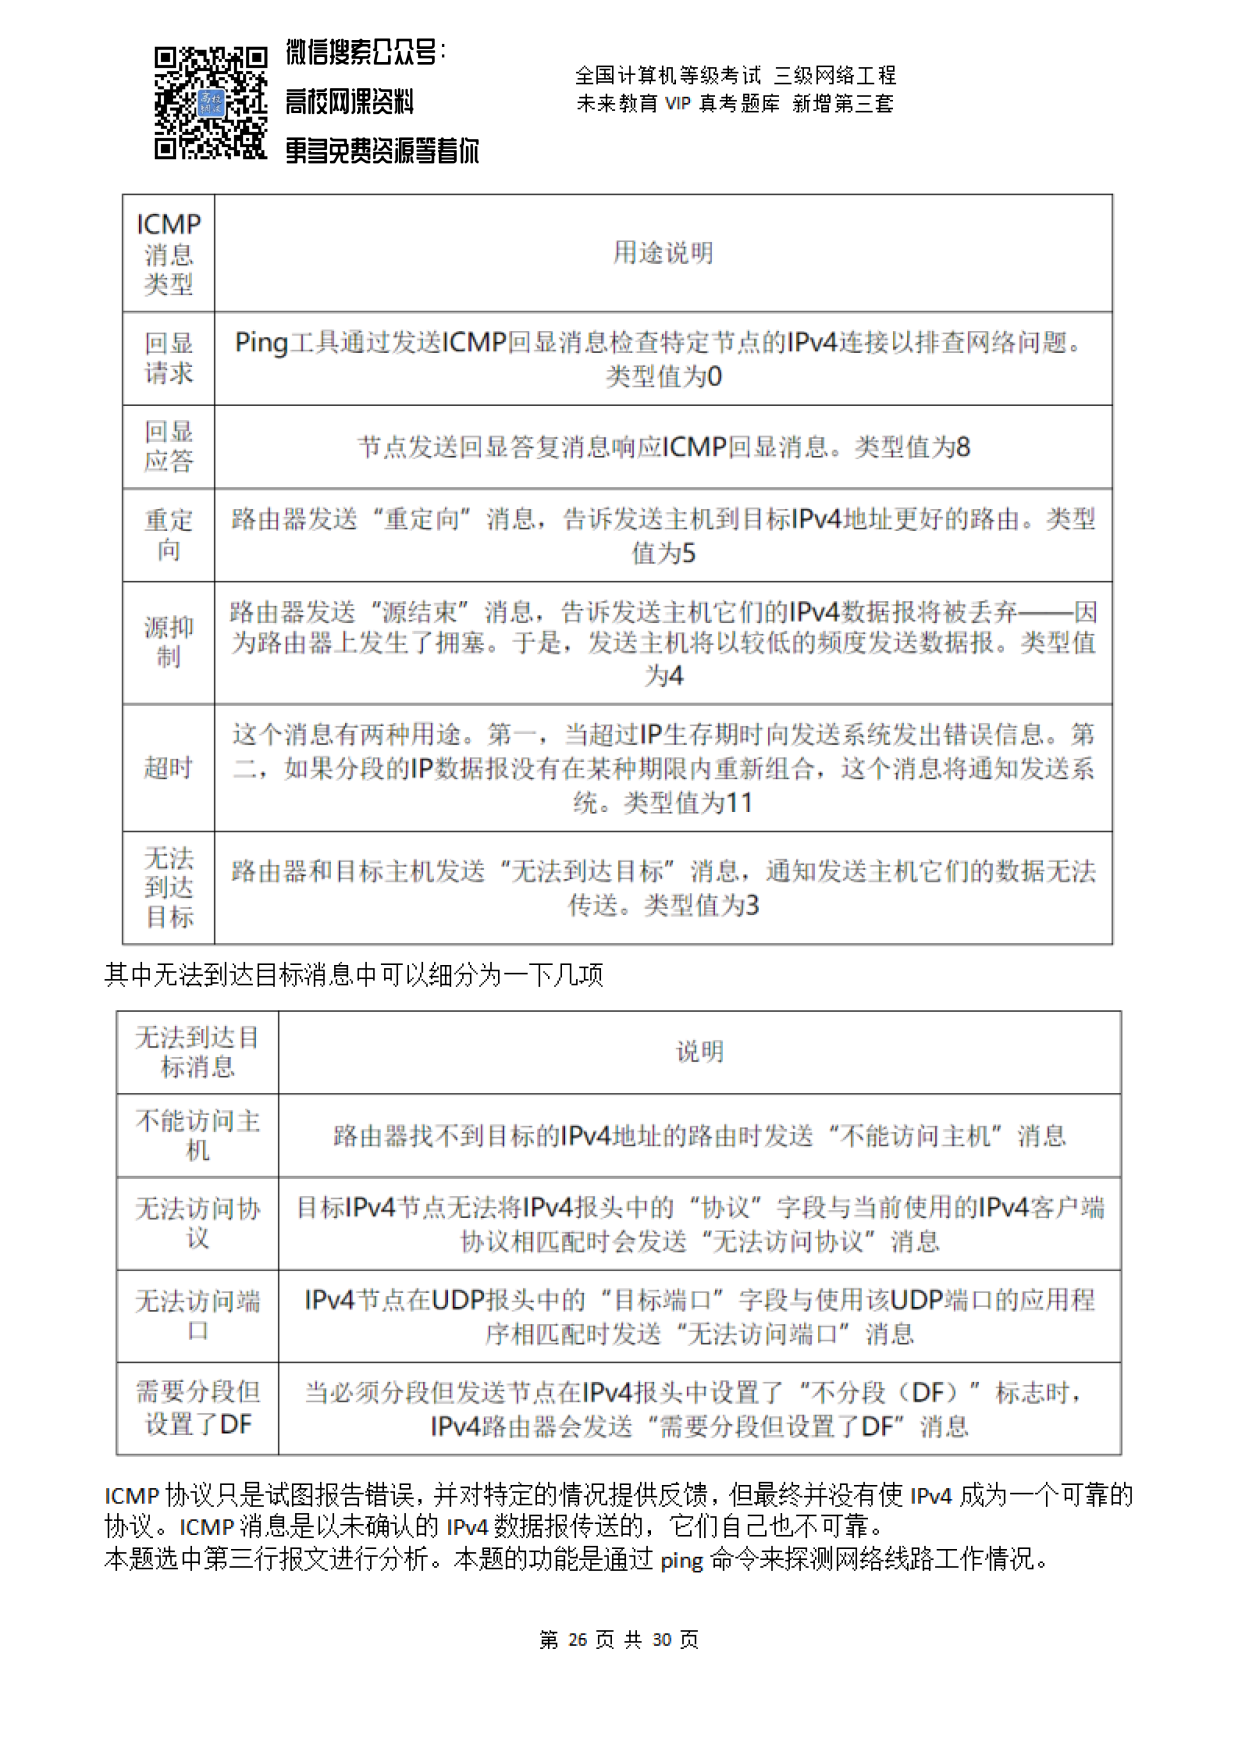 微信搜索公众号：
高校网课资料
更多免费资源等着你
全国计算机等级考试 三级网络工程
未来教育 VIP 真考题库 新增第三套
ICMP
消息
类型
用途说明
回显
请求
Ping工具通过发送ICMP回显消息检查特定节点的IPv4连接以排查网络问题。
类型值为0
回显
应答
节点发送回显答复消息响应ICMP回显消息。类型值为8
重定
向
路由器发送“重定向”消息，告诉发送主机到目标IPv4地址更好的路由。类型
值为5
源抑
制
路由器发送“源结束”消息，告诉发送主机它们的IPv4数据报将被丢弃——因
为路由器上发生了拥塞。于是，发送主机将以较低的频度发送数据报。类型值
为4
超时
这个消息有两种用途。第一，当超过IP生存期时向发送系统发出错误信息。第
二，如果分段的IP数据报没有在某种期限内重新组合，这个消息将通知发送系
统。类型值为11
无法
到达
目标
路由器和目标主机发送“无法到达目标”消息，通知发送主机它们的数据无法
传送。类型值为3
其中无法到达目标消息中可以细分为一下几项
无法到达目
标消息
说明
不能访问主
机
路由器找不到目标的IPv4地址的路由时发送“不能访问主机”消息
无法访问协
议
目标IPv4节点无法将IPv4报头中的“协议”字段与当前使用的IPv4客户端
协议相匹配时会发送“无法访问协议”消息
无法访问端
口
IPv4节点在UDP报头中的“目标端口”字段与使用该UDP端口的应用程
序相匹配时发送“无法访问端口”消息
需要分段但
设置了DF
当必须分段但发送节点在IPv4报头中设置了“不分段（DF）”标志时，
IPv4路由器会发送“需要分段但设置了DF”消息
ICMP 协议只是试图报告错误，并对特定的情况提供反馈，但最终并没有使 IPv4 成为一个可靠的
协议。ICMP 消息是以未确认的 IPv4 数据报传送的，它们自己也不可靠。
本题选中第三行报文进行分析。本题的功能是通过 ping 命令来探测网络线路工作情况。
第 26 页 共 30 页